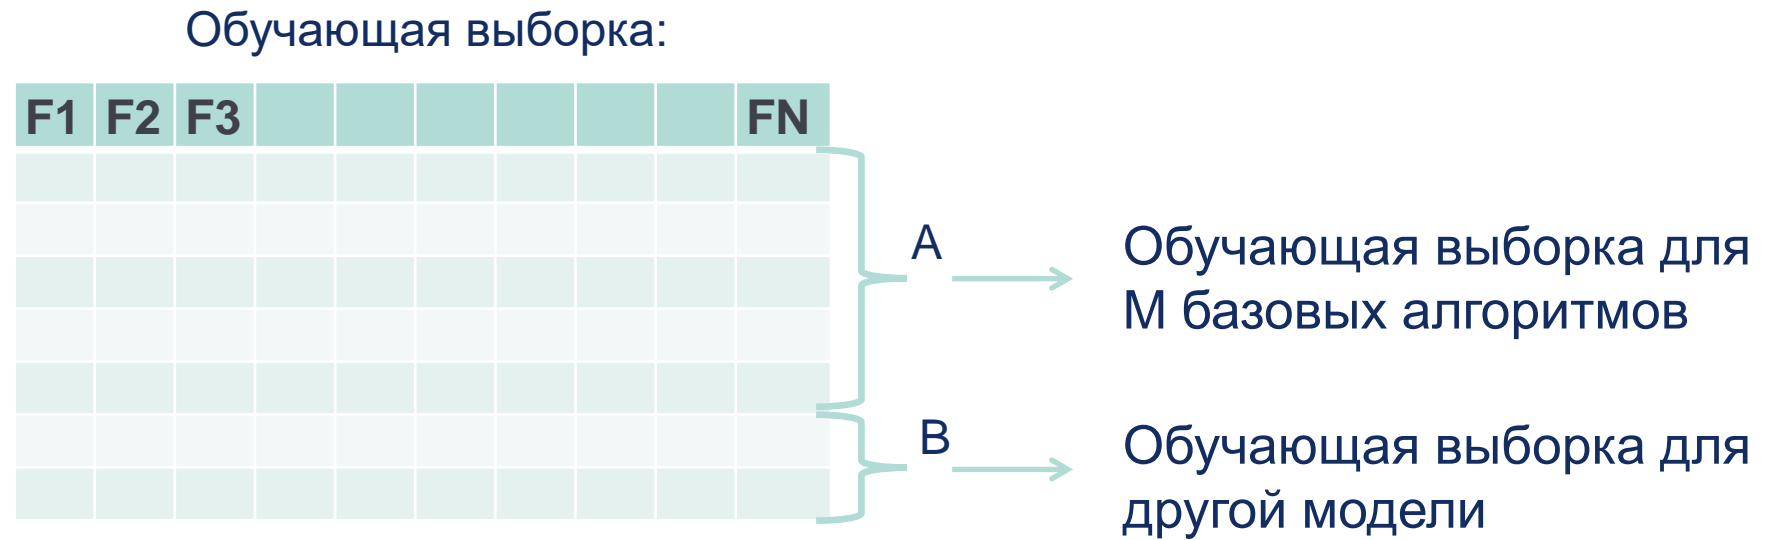 Обучающая выборка:
F1 F2 F3 FN
A
Обучающая выборка для
М базовых алгоритмов
B
Обучающая выборка для
другой модели